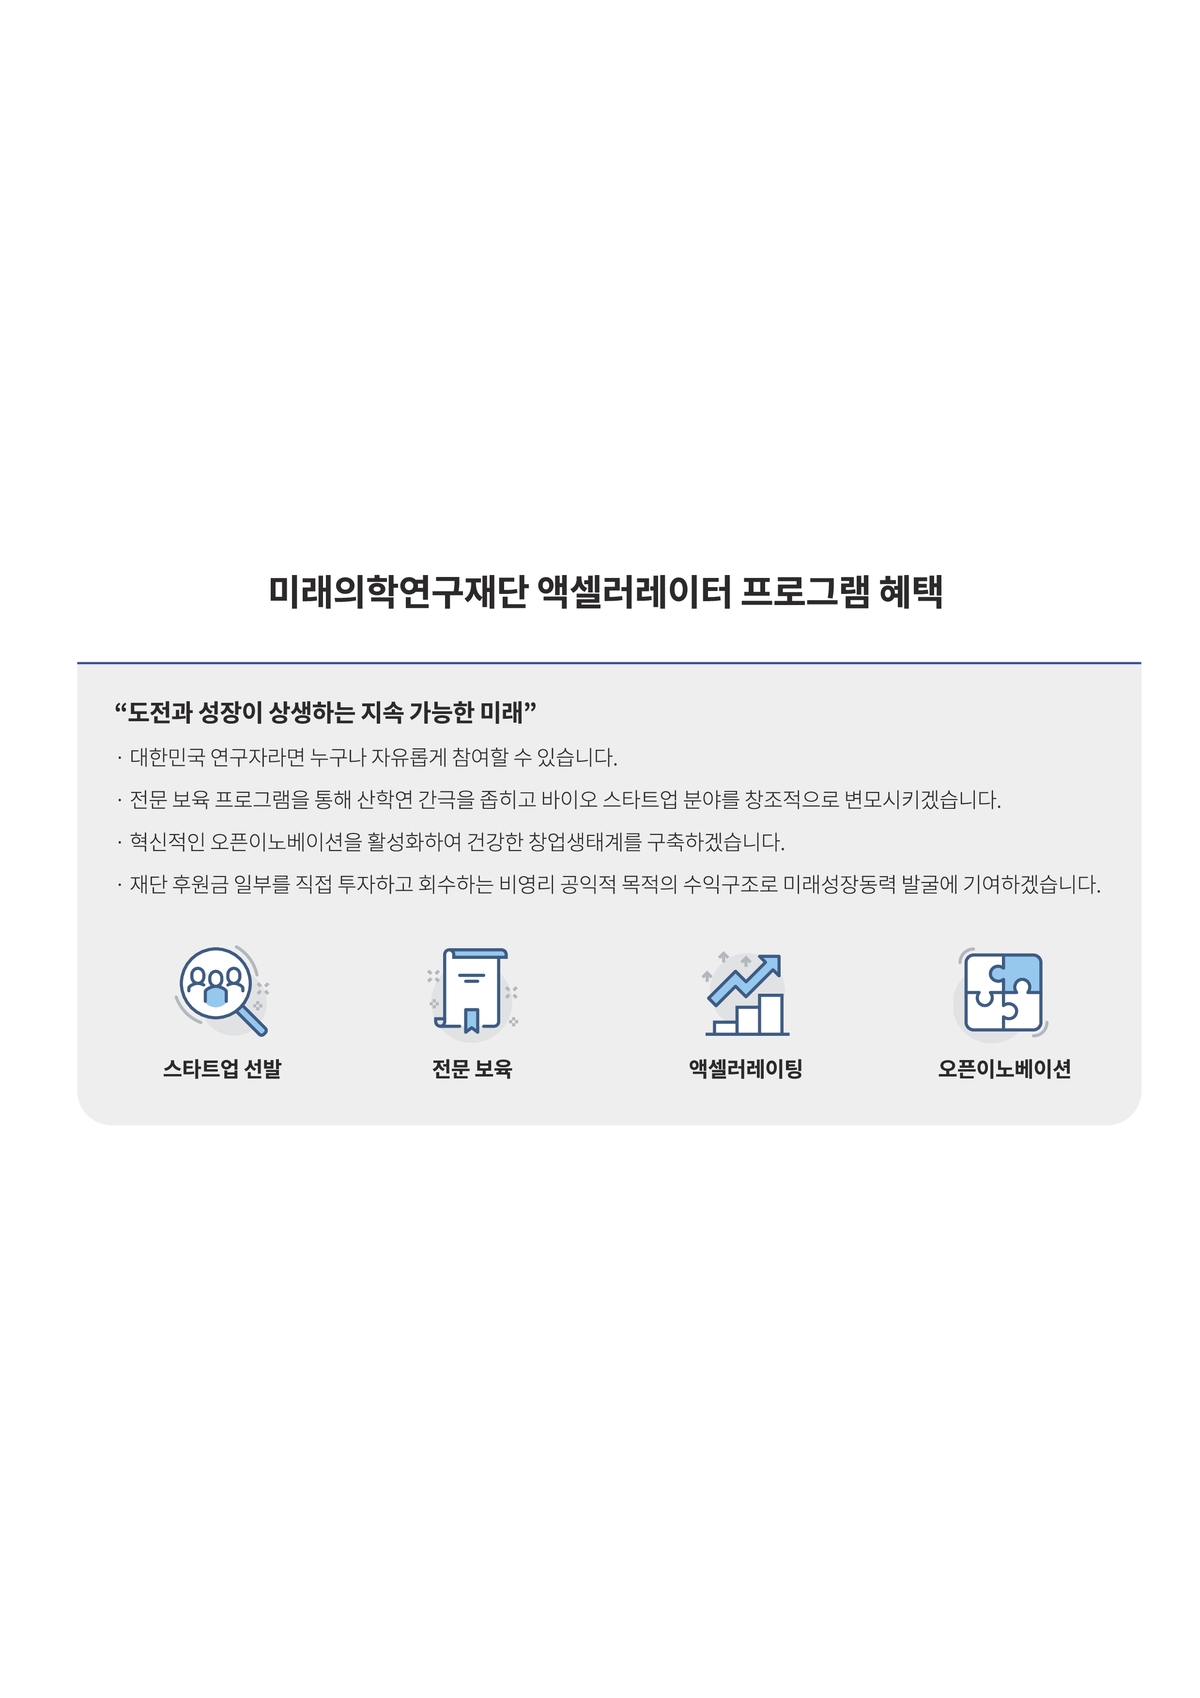 미래의학연구재단 액셀러레이터 프로그램 혜택
“도전과 성장이 상생하는 지속 가능한 미래”
· 대한민국 연구자라면 누구나 자유롭게 참여할 수 있습니다.
· 전문 보육 프로그램을 통해 산학연 간극을 좁히고 바이오 스타트업 분야를 창조적으로 변모시키겠습니다.
· 혁신적인 오픈이노베이션을 활성화하여 건강한 창업생태계를 구축하겠습니다.
· 재단 후원금 일부를 직접 투자하고 회수하는 비영리 공익적 목적의 수익구조로 미래성장동력 발굴에 기여하겠습니다.
스타트업 선발
전문 보육
액셀러레이팅
오픈이노베이션